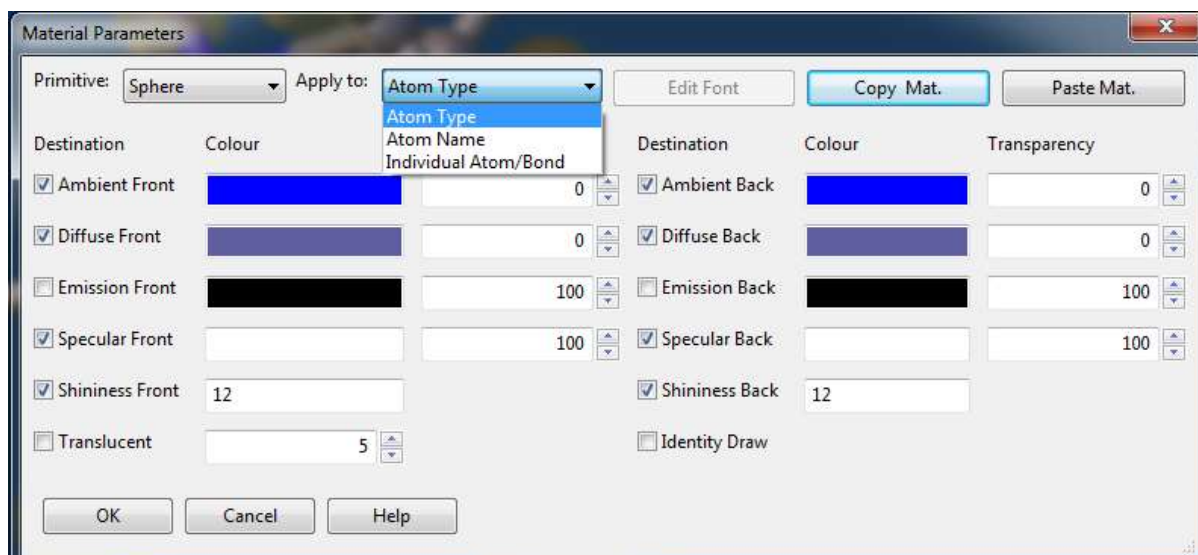 Material Parameters
Primitive: Sphere Apply to: Atom Type Edit Font Copy Mat. Paste Mat.
Atom Type
Atom Name
Individual Atom/Bond
Destination Colour Destination Colour Transparency
Ambient Front 0 Ambient Back 0
Diffuse Front 0 Diffuse Back 0
Emission Front 100 Emission Back 100
Specular Front 100 Specular Back 100
Shininess Front 12 Shininess Back 12
Translucent 5 Identity Draw
OK Cancel Help